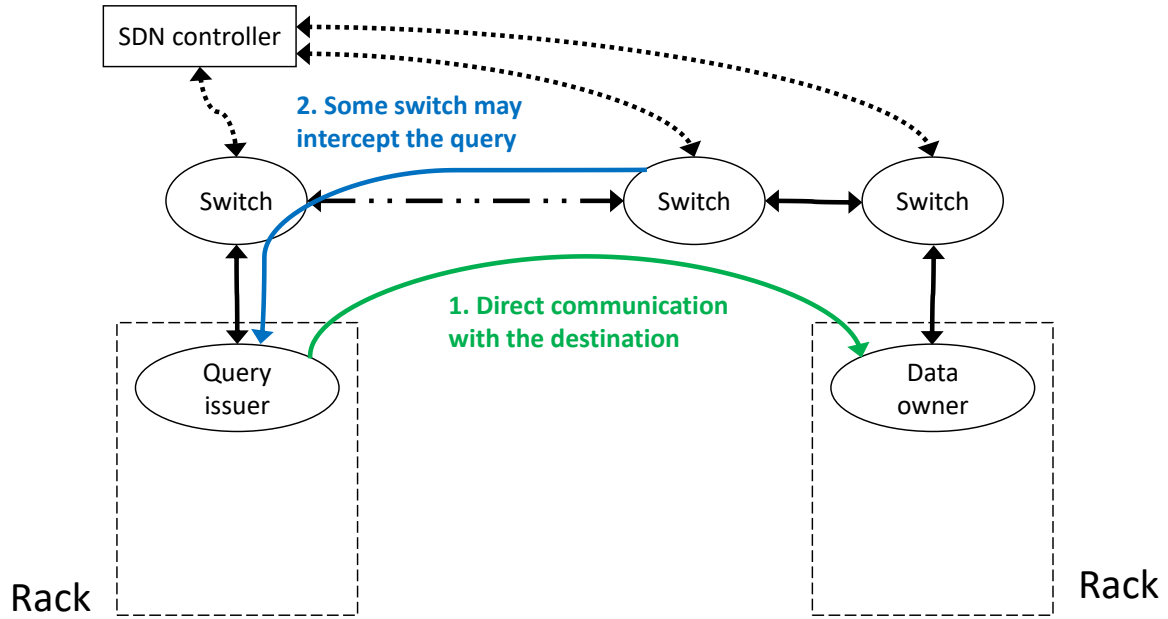 SDN controller
2. Some switch may
intercept the query
Switch
Switch
Switch
1. Direct communication
with the destination
Query
issuer
Data
owner
Rack
Rack